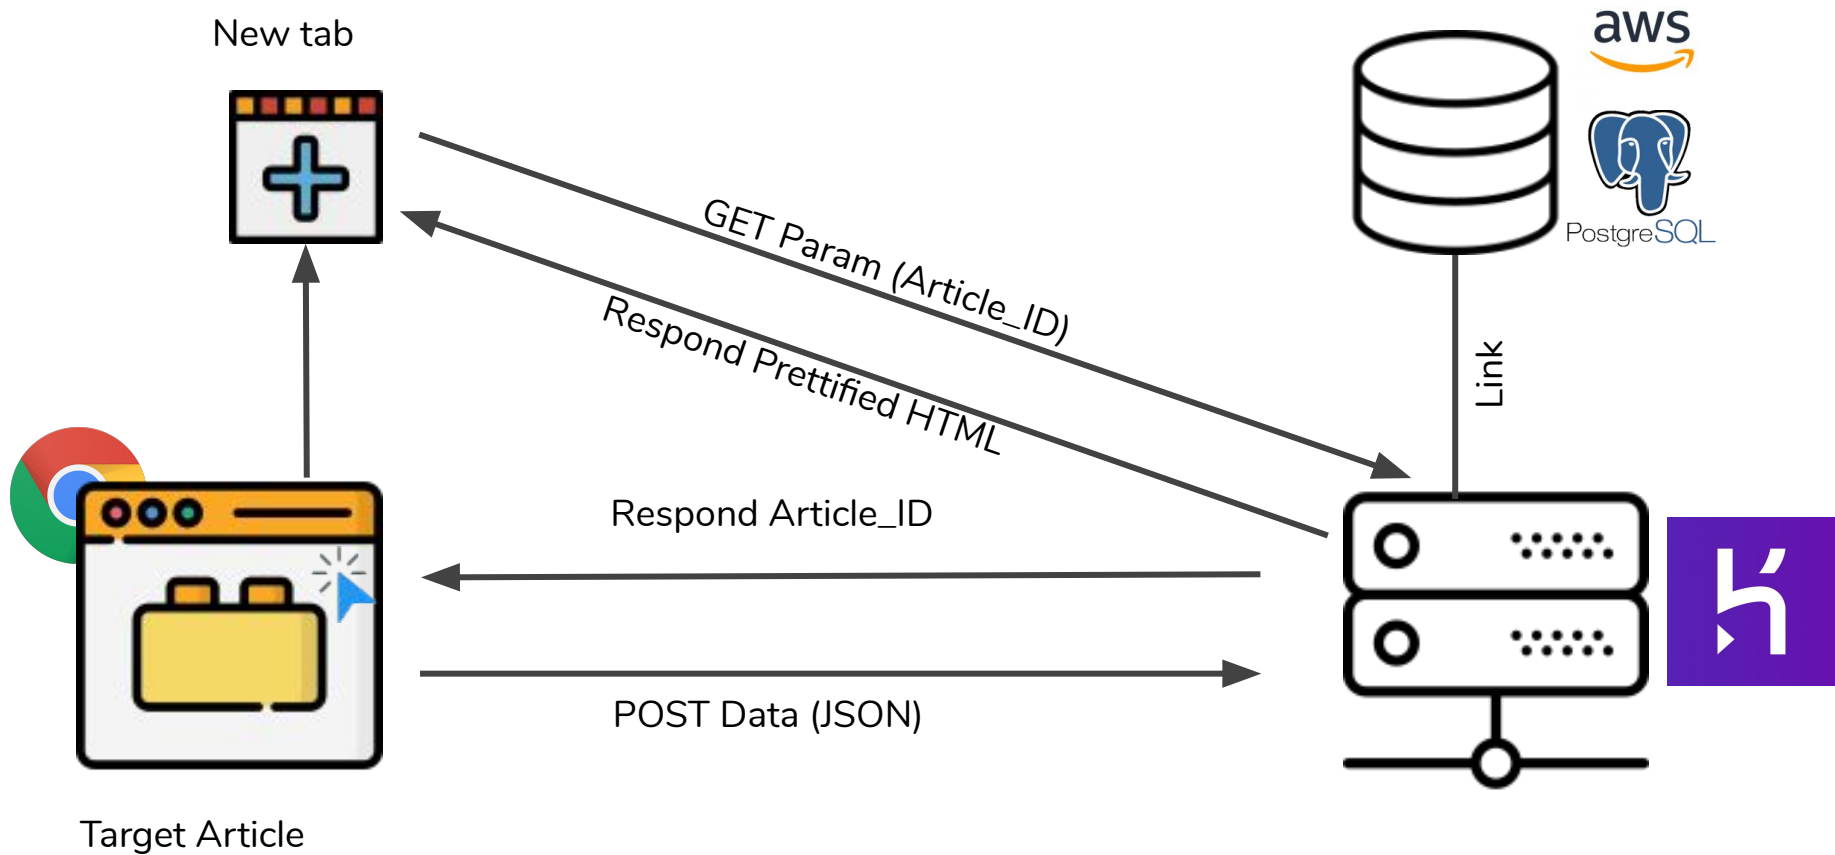 New tab
aws
PostgreSQL
GET Param (Article_ID)
Respond Prettified HTML
Link
Respond Article_ID
POST Data (JSON)
Target Article